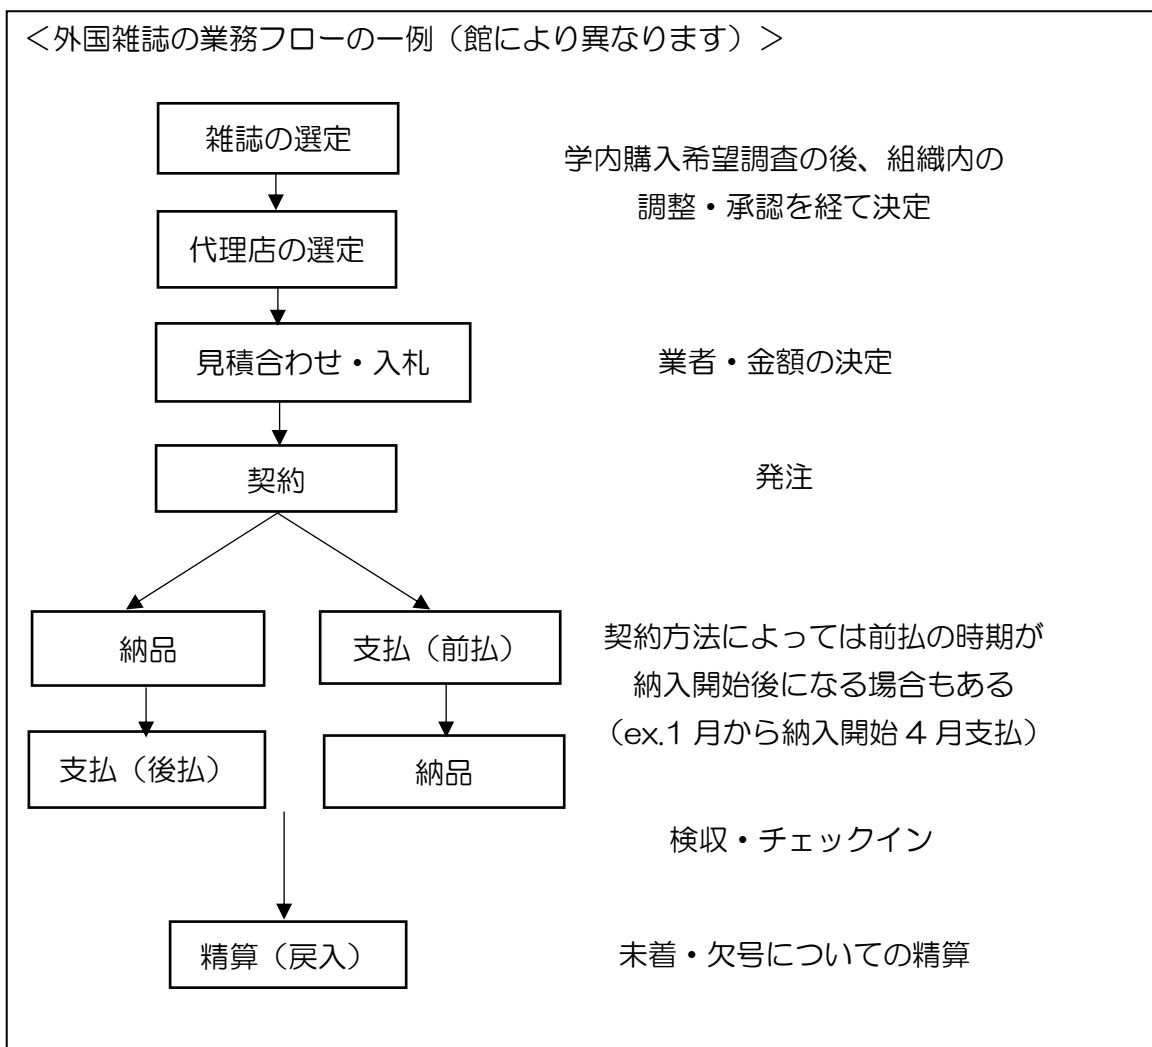 ＜外国雑誌の業務フローの一例（館により異なります）＞
雑誌の選定
学内購入希望調査の後、組織内の
調整・承認を経て決定
代理店の選定
見積合わせ・入札
業者・金額の決定
契約
発注
納品
支払（前払）
契約方法によっては前払の時期が
納入開始後になる場合もある
（ex.1 月から納入開始 4 月支払）
支払（後払）
納品
検収・チェックイン
精算（戻入）
未着・欠号についての精算